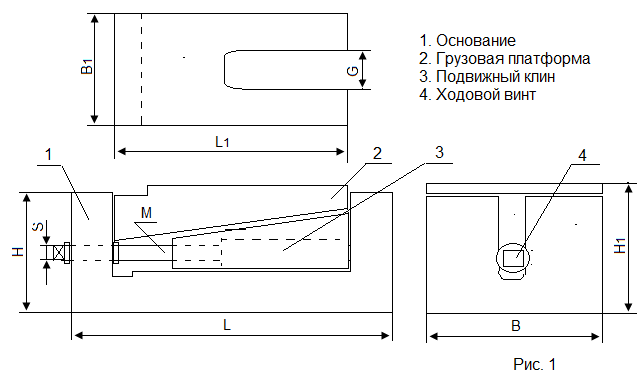 B1
G
L1
1. Основание
2. Грузовая платформа
3. Подвижный клин
4. Ходовой винт
1
2
3
4
M
S
H
H1
L
B
Рис. 1